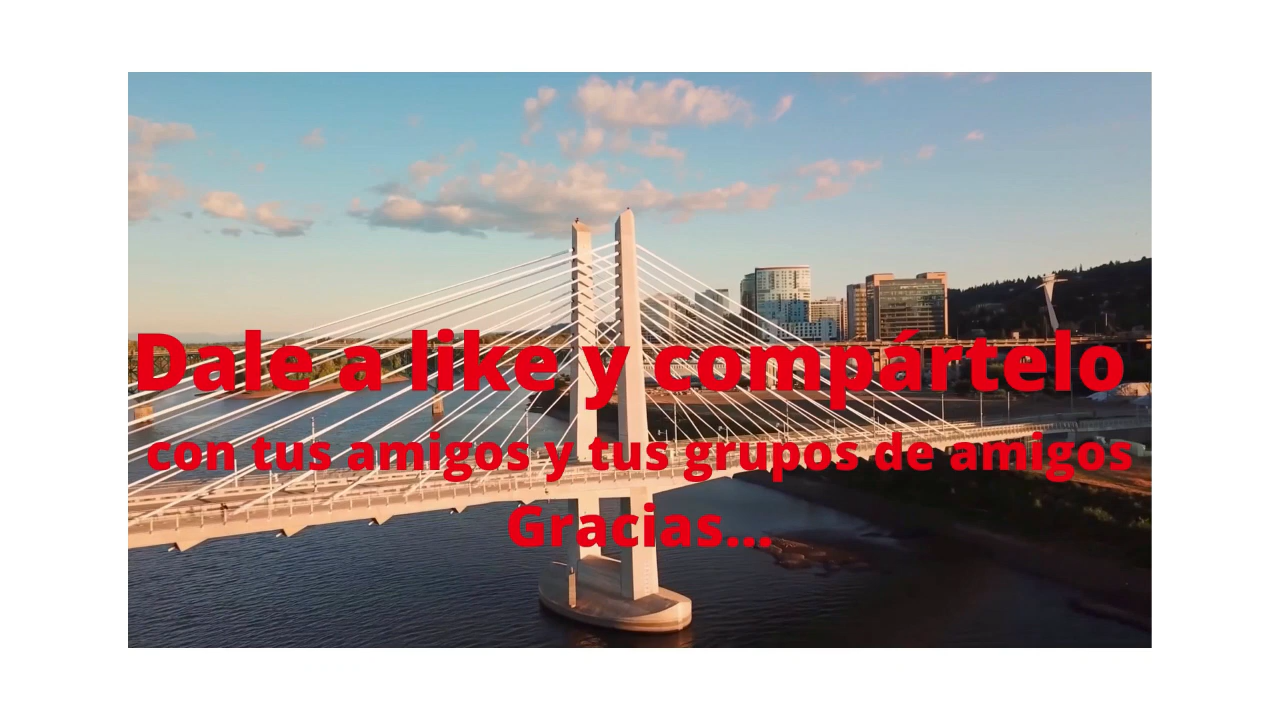 Dale a like y compártelo
con tus amigos y tus grupos de amigos
Gracias...